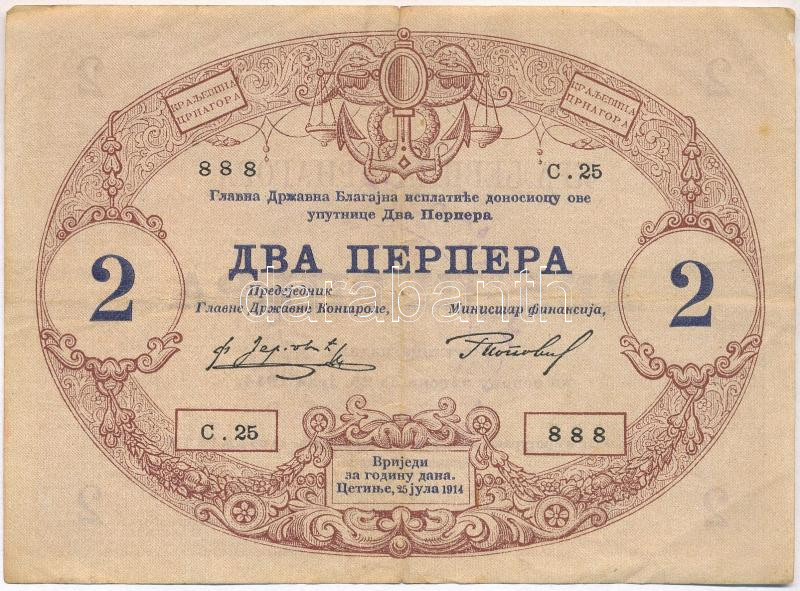 КРАЉЕВИНА
ЦРНАГОРА
КРАЉЕВИНА
ЦРНАГОРА
888
С.25
Главна Државна Благајна исплатиће доносиоцу ове
упутнице Два Перпера
ДВА ПЕРПЕРА
2
2
Предсједник
Главне Државне Контроле,
Министар финансија,
darabanth
С.25
888
Вриједи
за годину дана.
Цетиње, 25 јула 1914